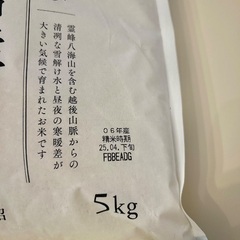 霊峰八海山を含む越後山脈からの
清冽な雪解け水と昼夜の寒暖差が
大きい気候で育まれたお米です
06年産
精米時期
25.04.下旬
FBBEADG
5kg